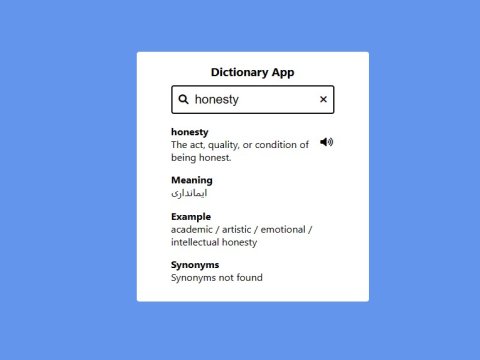 Dictionary App
honesty
honesty
The act, quality, or condition of
being honest.
Meaning
ایمانداری
Example
academic / artistic / emotional /
intellectual honesty
Synonyms
Synonyms not found